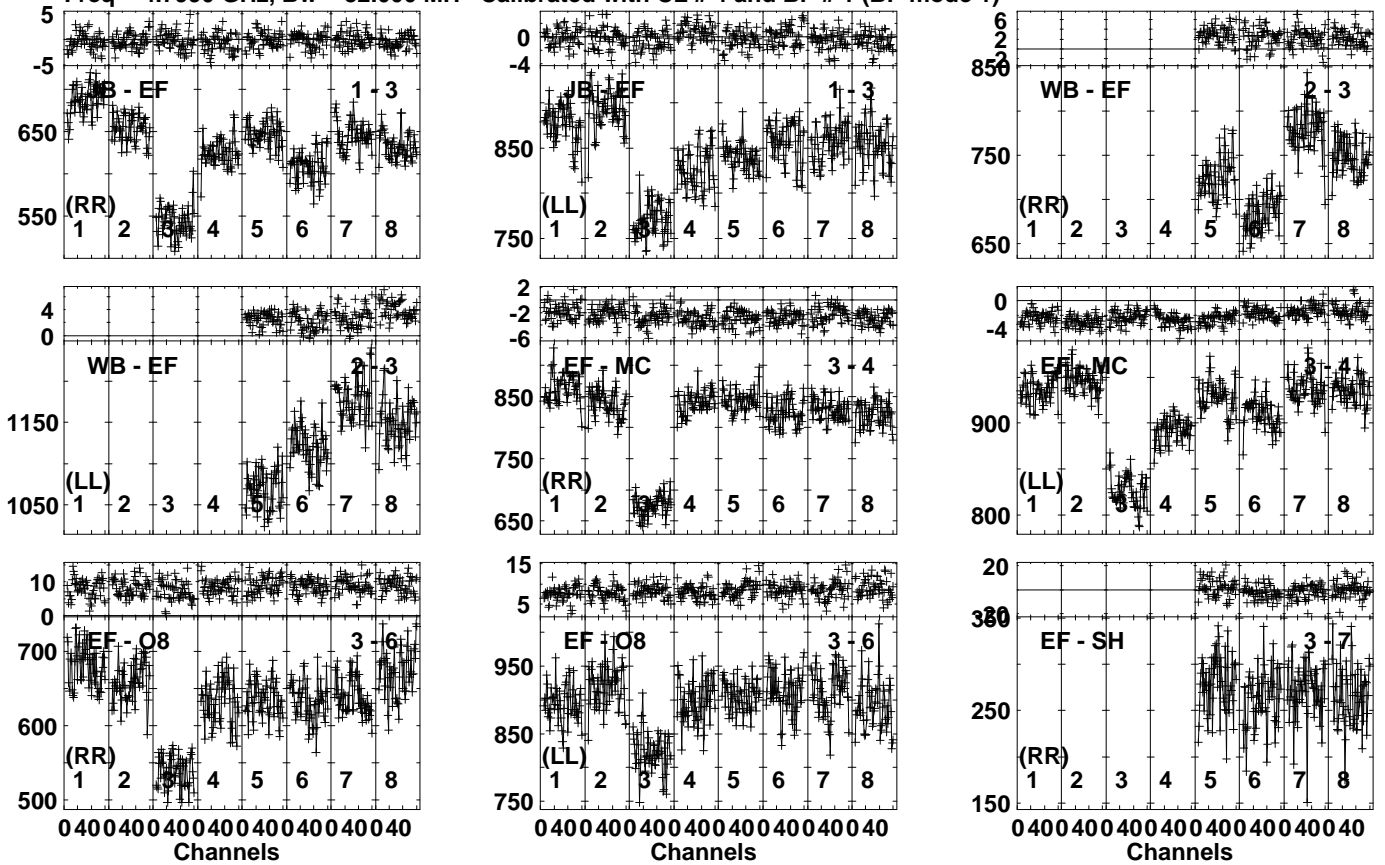 5
0
-5
JB - EF
1 - 3
650
550
(RR)
1 2 3 4 5 6 7 8
0
-4
JB - EF
1 - 3
850
750
(LL)
1 2 3 4 5 6 7 8
6
2
850
WB - EF
2 - 3
750
650
(RR)
1 2 3 4 5 6 7 8
4
0
WB - EF
2 - 3
1150
1050
(LL)
1 2 3 4 5 6 7 8
2
-2
-6
EF - MC
3 - 4
850
750
650
(RR)
1 2 3 4 5 6 7 8
0
-4
EF - MC
3 - 4
900
800
(LL)
1 2 3 4 5 6 7 8
10
0
EF - O8
3 - 6
700
600
500
(RR)
1 2 3 4 5 6 7 8
0 40 0 40 0 40 0 40 0 40 0 40 0 40 0 40
Channels
15
5
EF - O8
3 - 6
950
850
750
(LL)
1 2 3 4 5 6 7 8
0 40 0 40 0 40 0 40 0 40 0 40 0 40 0 40
Channels
20
EF - SH
3 - 7
250
150
(RR)
1 2 3 4 5 6 7 8
0 40 0 40 0 40 0 40 0 40 0 40 0 40 0 40
Channels